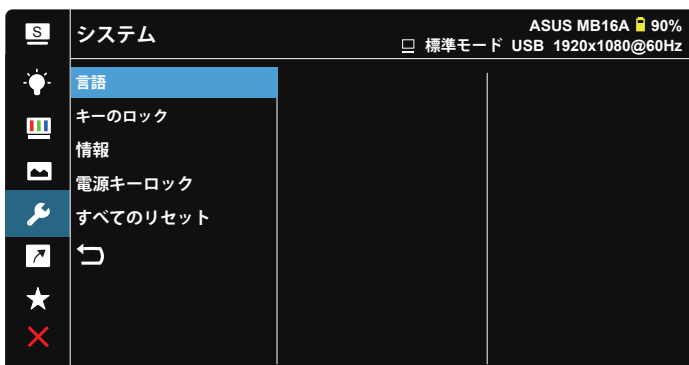 S
システム
ASUS MB16A 90%
標準モード USB 1920x1080@60Hz
言語
キーのロック
情報
電源キーロック
すべてのリセット